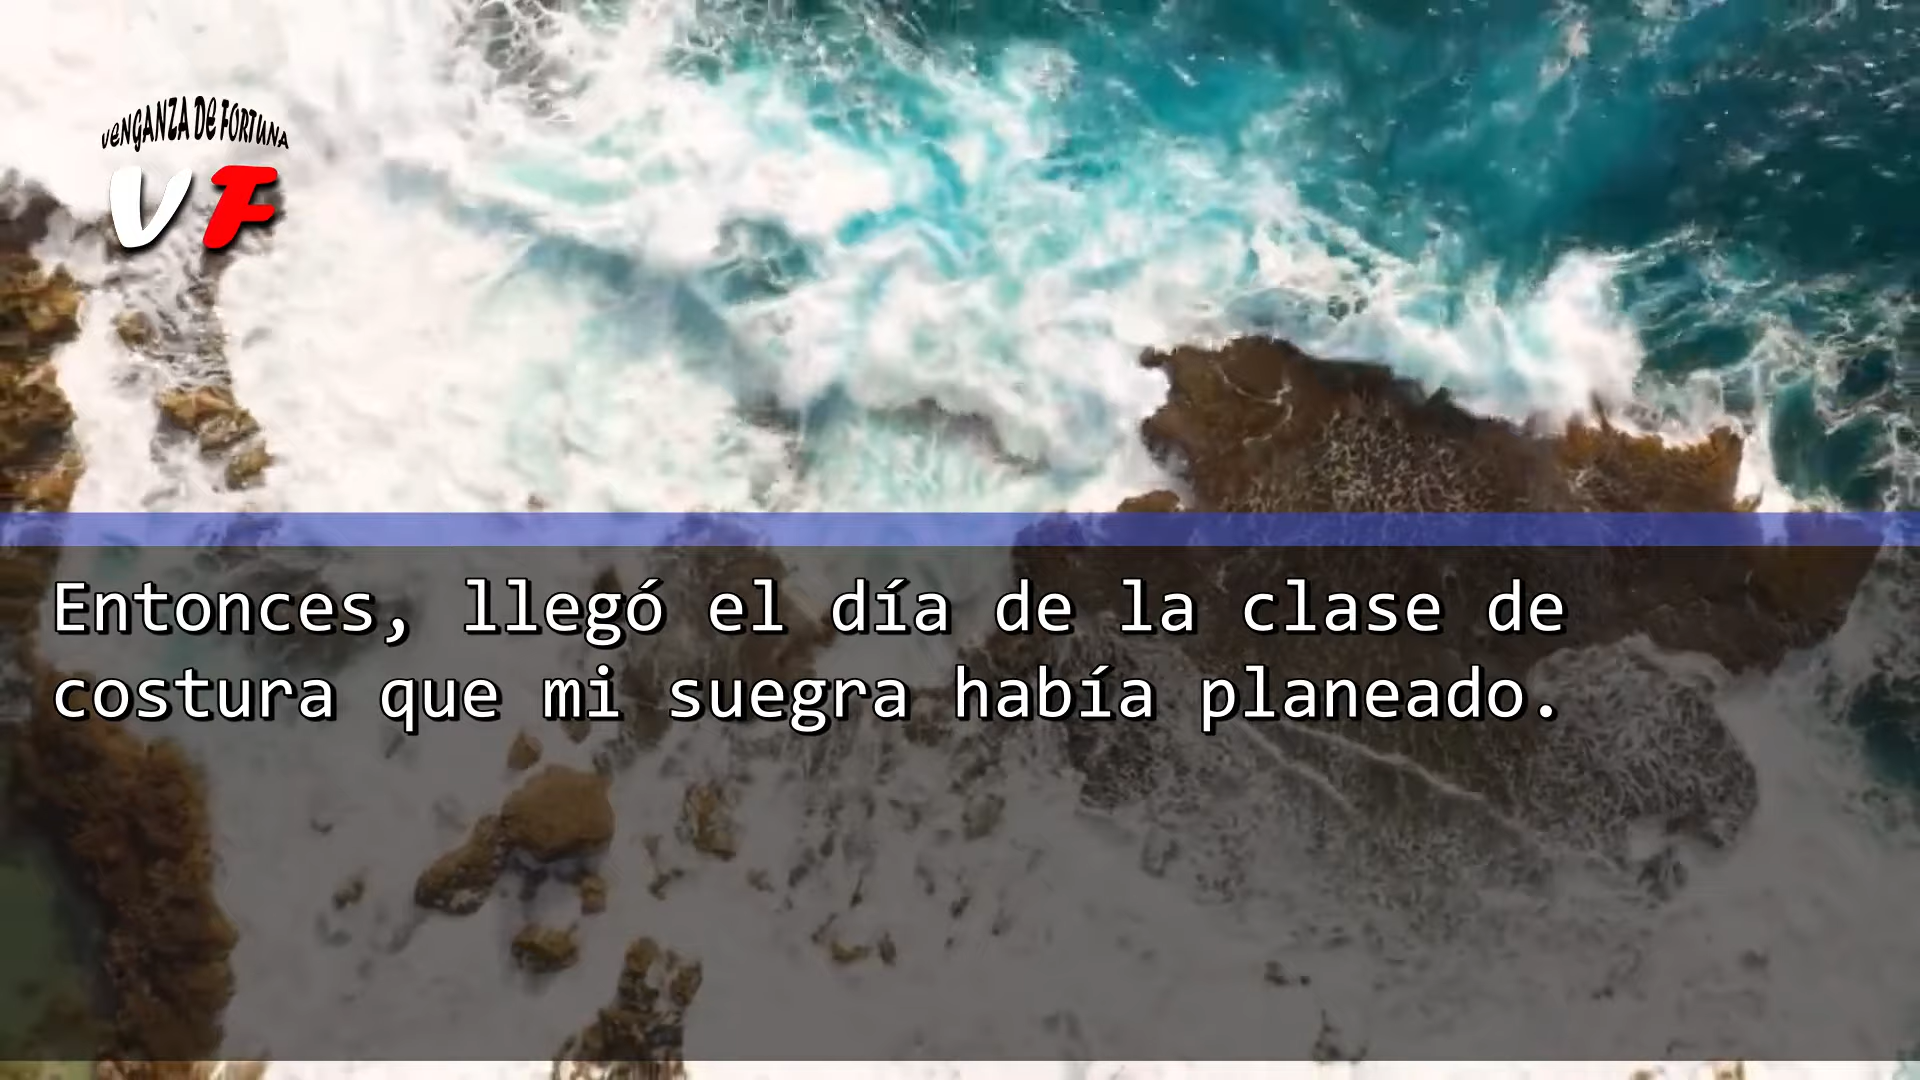 VENGANZA DE FORTUNA
VF
Entonces, llegó el día de la clase de
costura que mi suegra había planeado.